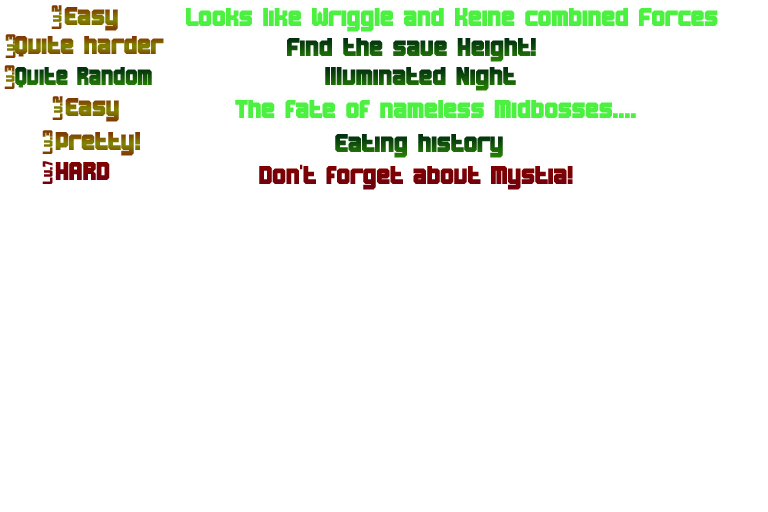 Lv.2 Easy Looks like Wriggle and Keine combined Forces
Lv.3 Quite harder Find the save Height!
Lv.3 Quite Random Illuminated Night
Lv.2 Easy The fate of nameless Midbosses....
Lv.3 Pretty! Eating history
Lv.7 HARD Don't forget about Mystia!